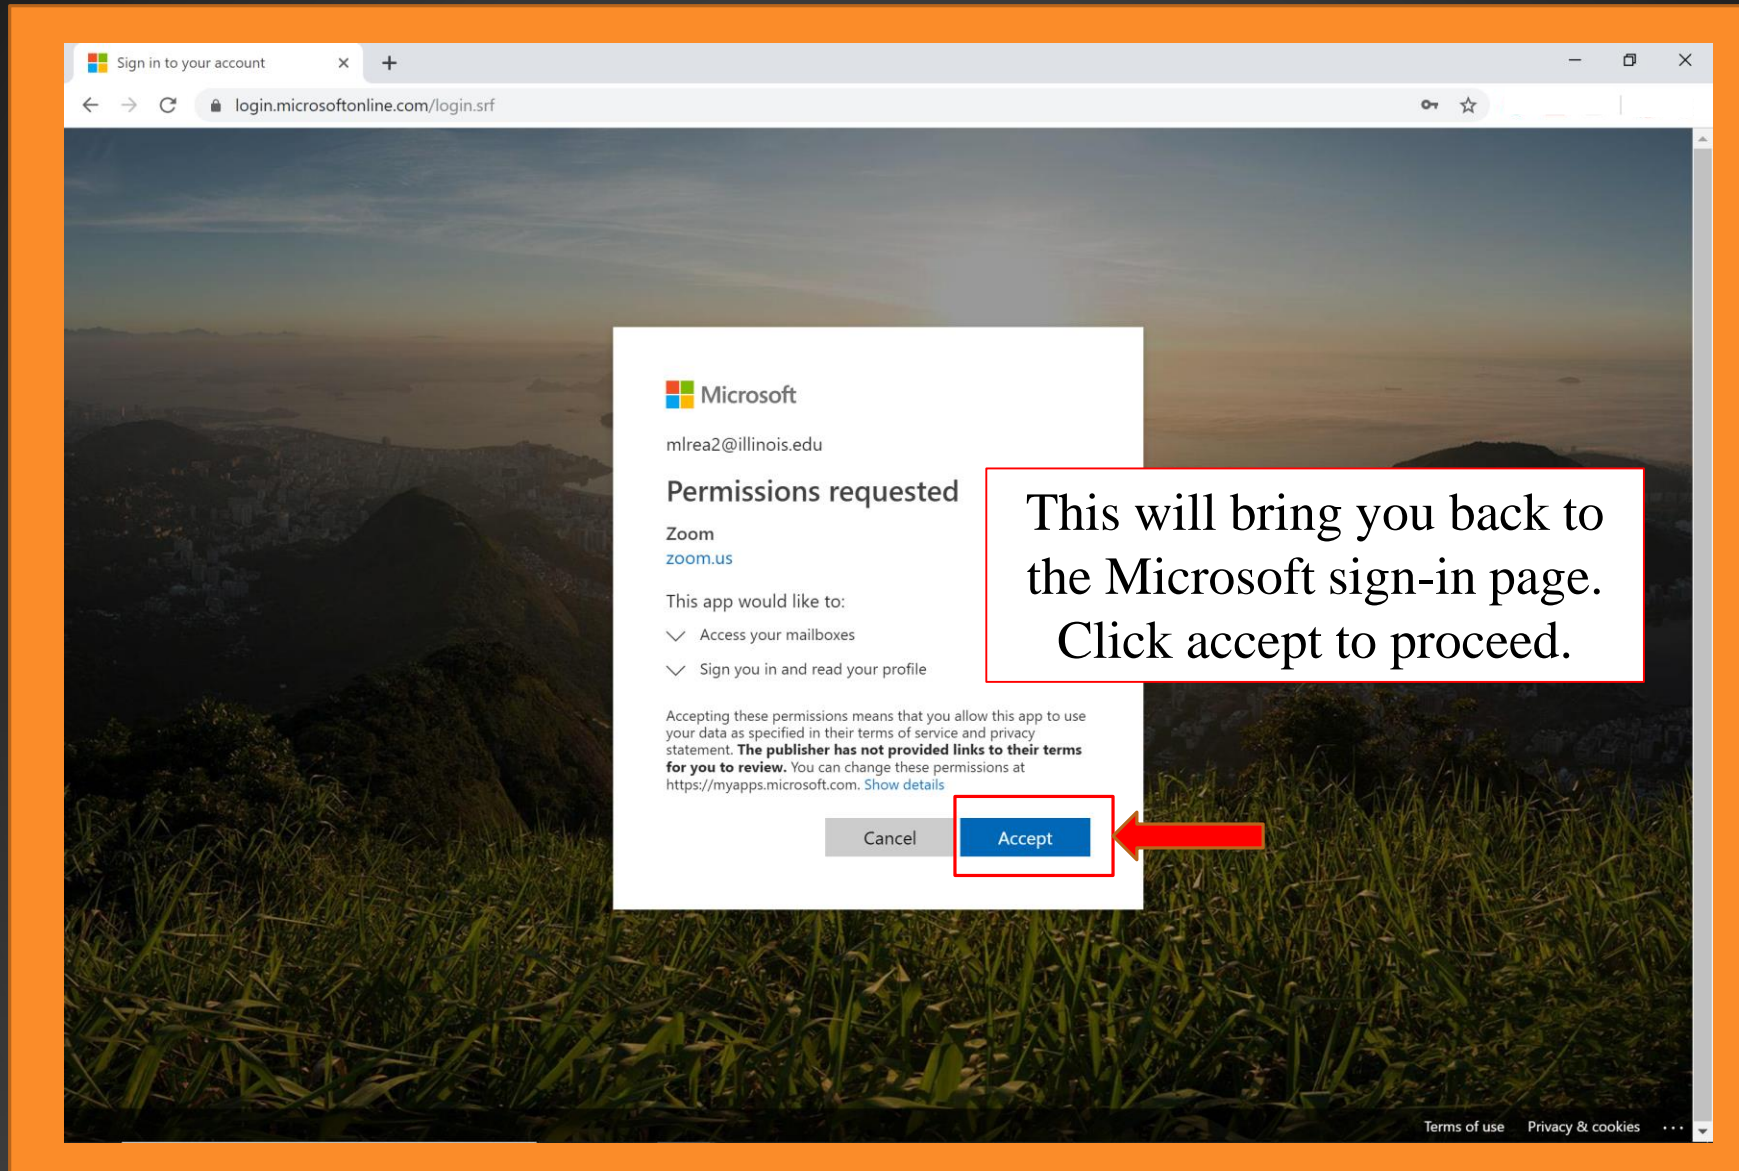 Sign in to your account
login.microsoftonline.com/login.srf
Microsoft
mlrea2@illinois.edu
Permissions requested
Zoom
zoom.us
This app would like to:
Access your mailboxes
Sign you in and read your profile
Accepting these permissions means that you allow this app to use
your data as specified in their terms of service and privacy
statement. The publisher has not provided links to their terms
for you to review. You can change these permissions at
https://myapps.microsoft.com. Show details
Cancel Accept
This will bring you back to
the Microsoft sign-in page.
Click accept to proceed.
Terms of use Privacy & cookies ...